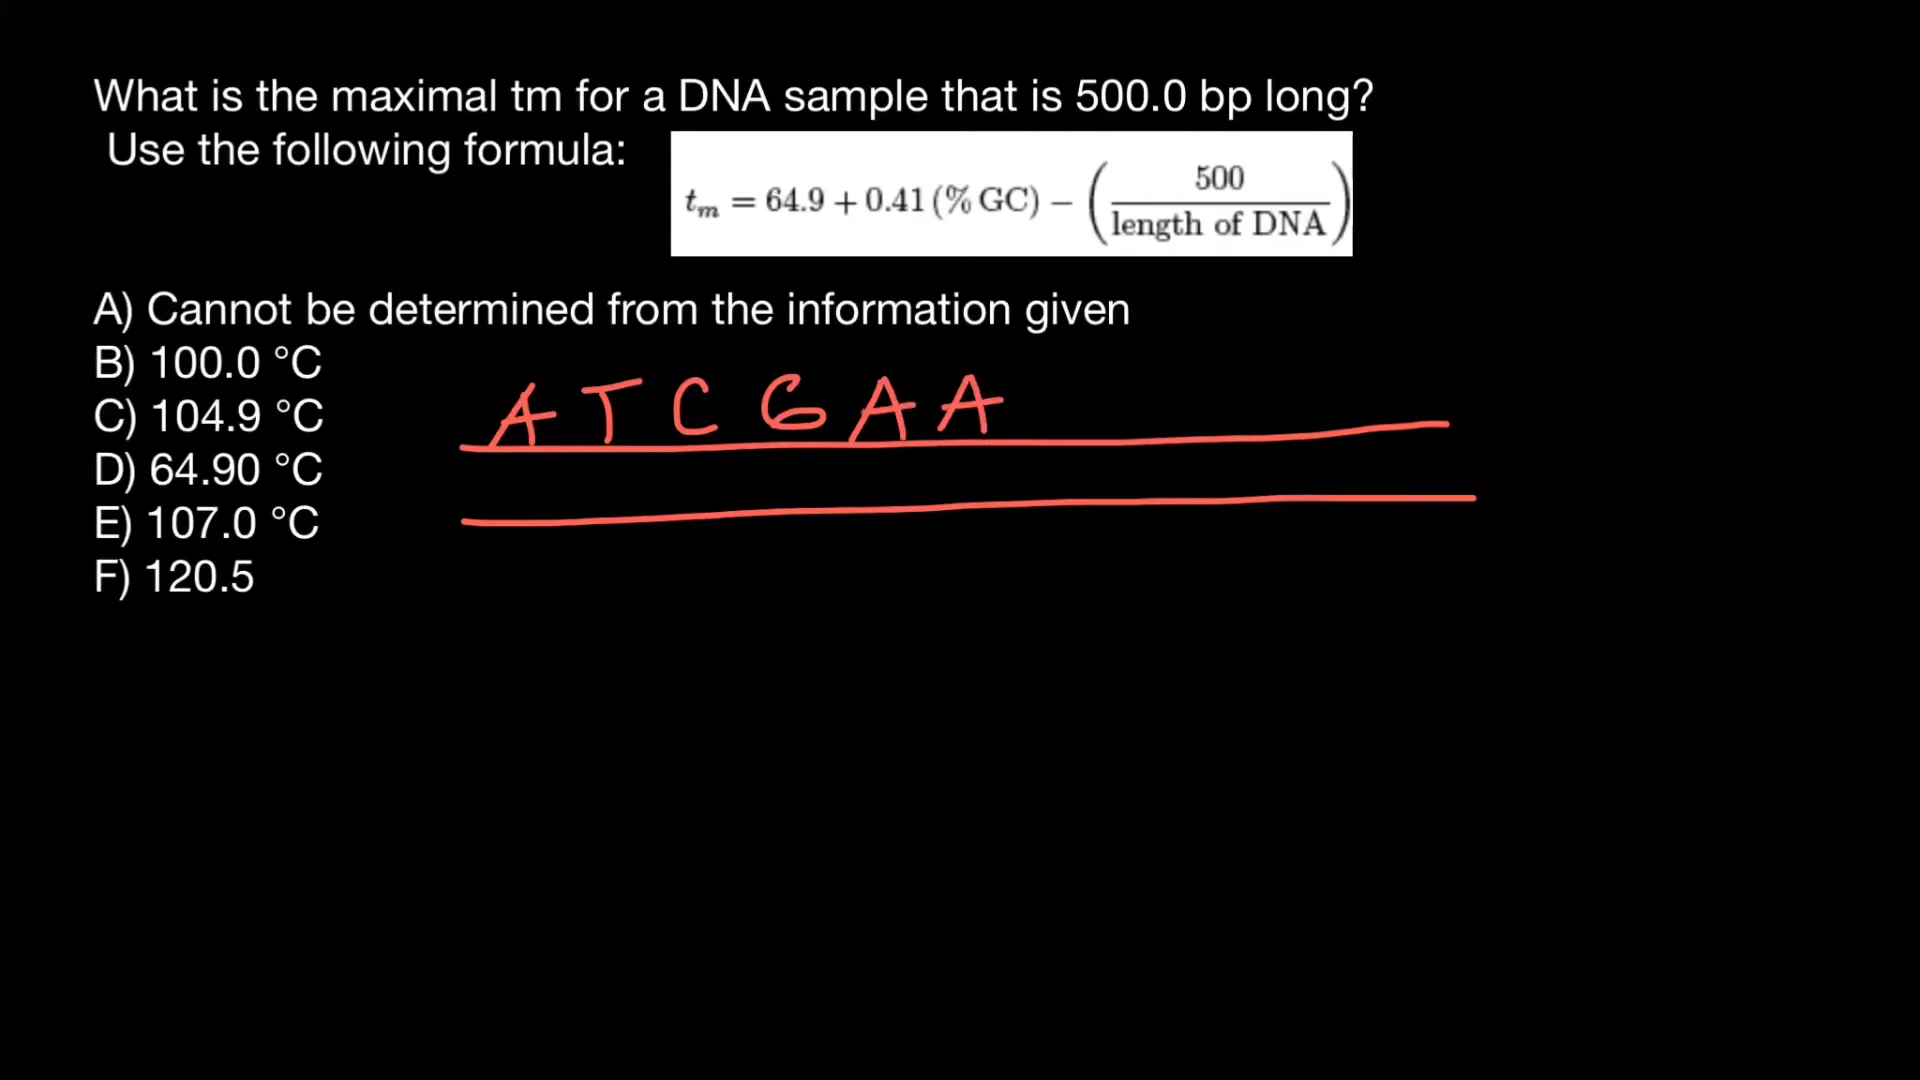 What is the maximal tm for a DNA sample that is 500.0 bp long?
Use the following formula:
tₘ = 64.9 + 0.41 (% GC) − (500 / length of DNA)
A) Cannot be determined from the information given
B) 100.0 °C
C) 104.9 °C
D) 64.90 °C
E) 107.0 °C
F) 120.5
A T C G A A